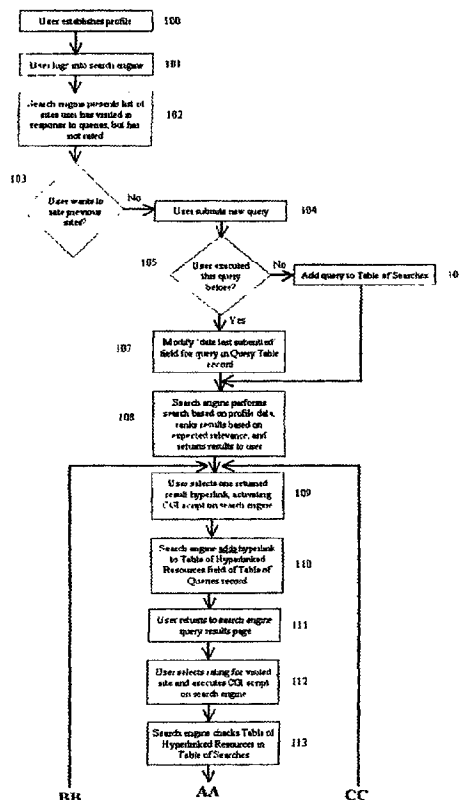 User establishes profile
100
User logs into search engine
101
Search engine presents list of
sites user has visited in
response to queries, but has
not rated
102
103
User wants to
rate previous
sites?
No
User submits new query
104
105
User executed
this query
before?
No
Add query to Table of Searches
10
Yes
107
Modify "date last submitted"
field for query in Query Table
record
108
Search engine performs
search based on profile data,
ranks results based on
expected relevance, and
returns results to user
User selects one returned
result hyperlink, activating
CGI script on search engine
109
Search engine adds hyperlink
to Table of Hyperlinked
Resources field of Table of
Queries record
110
User returns to search engine
query results page
111
User selects rating for visited
site and executes CGI script
on search engine
112
Search engine checks Table of
Hyperlinked Resources in
Table of Searches
113
BB
AA
CC